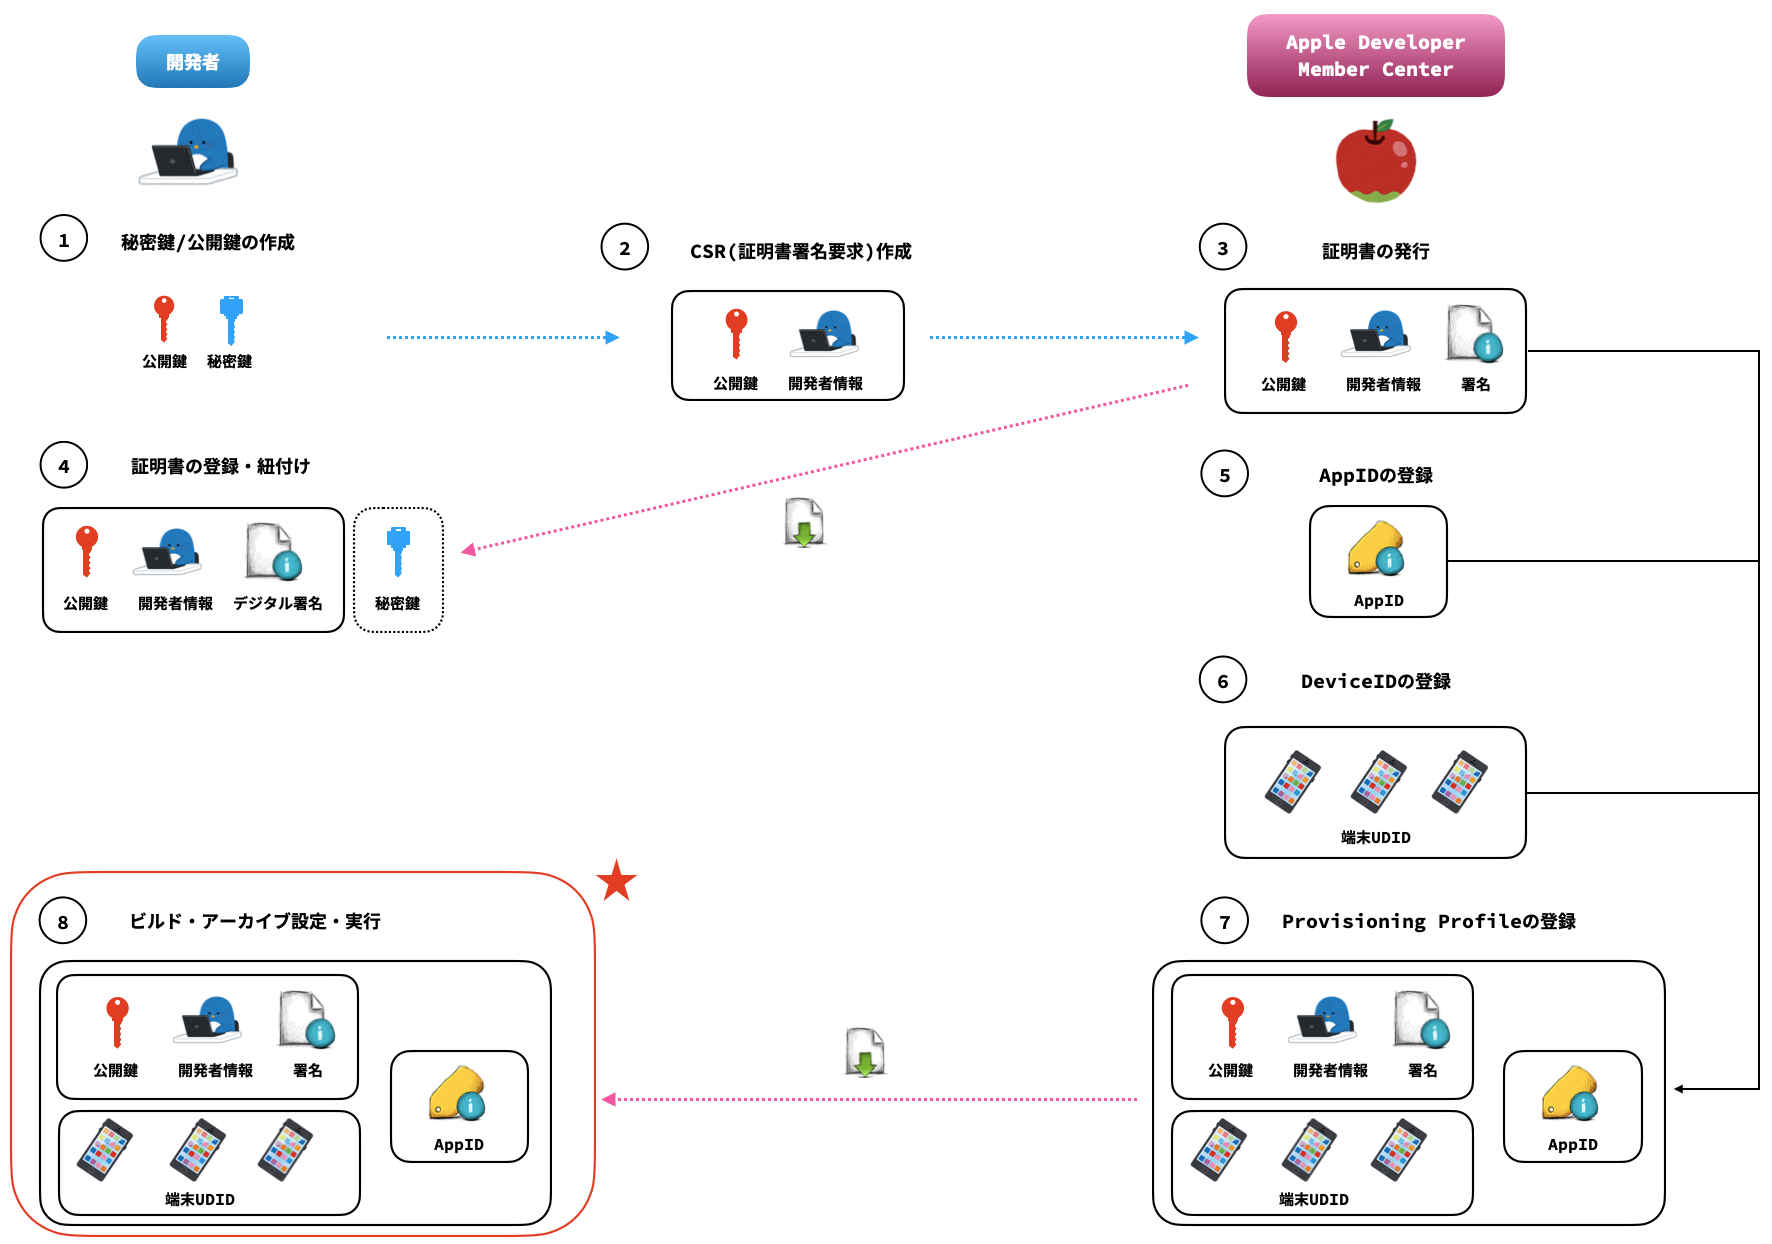 開発者
Apple Developer
Member Center
1
秘密鍵/公開鍵の作成
公開鍵
秘密鍵
2
CSR(証明書署名要求)作成
公開鍵
開発者情報
3
証明書の発行
公開鍵
開発者情報
署名
4
証明書の登録・紐付け
公開鍵
開発者情報
デジタル署名
秘密鍵
5
AppIDの登録
AppID
6
DeviceIDの登録
端末UDID
7
Provisioning Profileの登録
公開鍵
開発者情報
署名
AppID
端末UDID
8
ビルド・アーカイブ設定・実行
公開鍵
開発者情報
署名
AppID
端末UDID